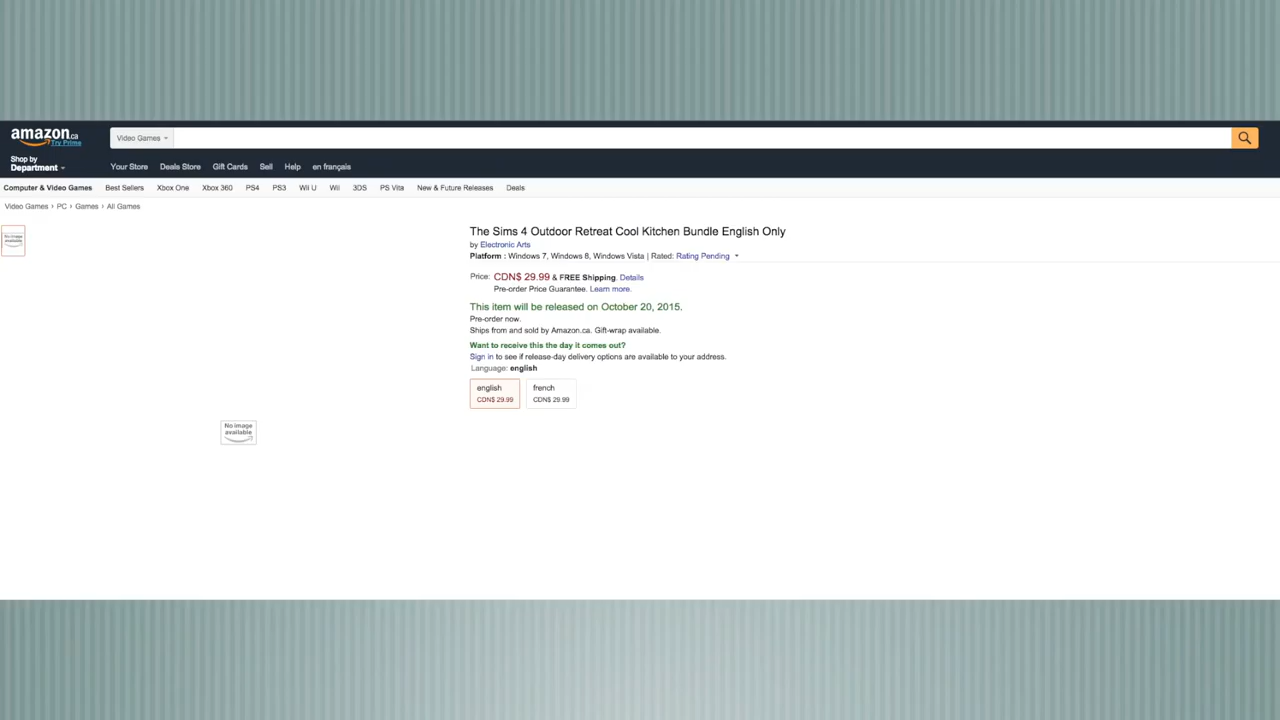 amazon.ca
Try Prime
Video Games
Shop by
Department
Your Store Deals Store Gift Cards Sell Help en français
Computer & Video Games Best Sellers Xbox One Xbox 360 PS4 PS3 Wii U Wii 3DS PS Vita New & Future Releases Deals
Video Games › PC › Games › All Games
No image
available
The Sims 4 Outdoor Retreat Cool Kitchen Bundle English Only
by Electronic Arts
Platform : Windows 7, Windows 8, Windows Vista | Rated: Rating Pending
Price: CDN$ 29.99 & FREE Shipping. Details
Pre-order Price Guarantee. Learn more.
This item will be released on October 20, 2015.
Pre-order now.
Ships from and sold by Amazon.ca. Gift-wrap available.
Want to receive this the day it comes out?
Sign in to see if release-day delivery options are available to your address.
Language: english
english french
CDN$ 29.99 CDN$ 29.99
No image
available